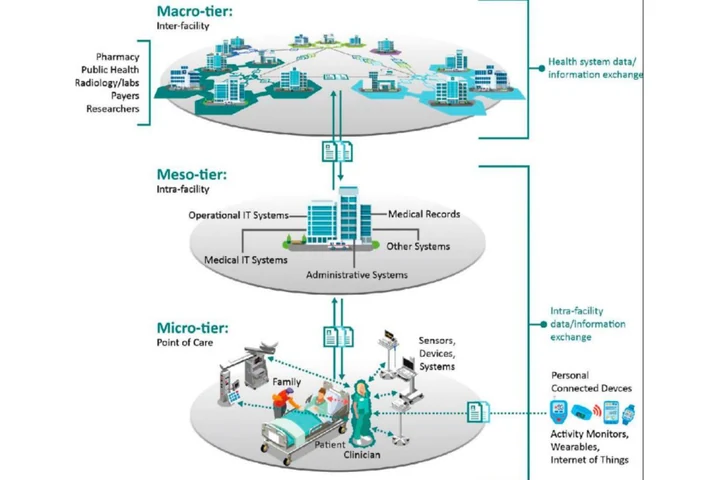 Macro-tier:
Inter-facility
Pharmacy
Public Health
Radiology/labs
Payers
Researchers
Health system data/
information exchange
Meso-tier:
Intra-facility
Operational IT Systems
Medical Records
Medical IT Systems
Other Systems
Administrative Systems
Intra-facility
data/information
exchange
Micro-tier:
Point of Care
Sensors,
Devices,
Systems
Family
Patient
Clinician
Personal
Connected Devces
Activity Monitors,
Wearables,
Internet of Things